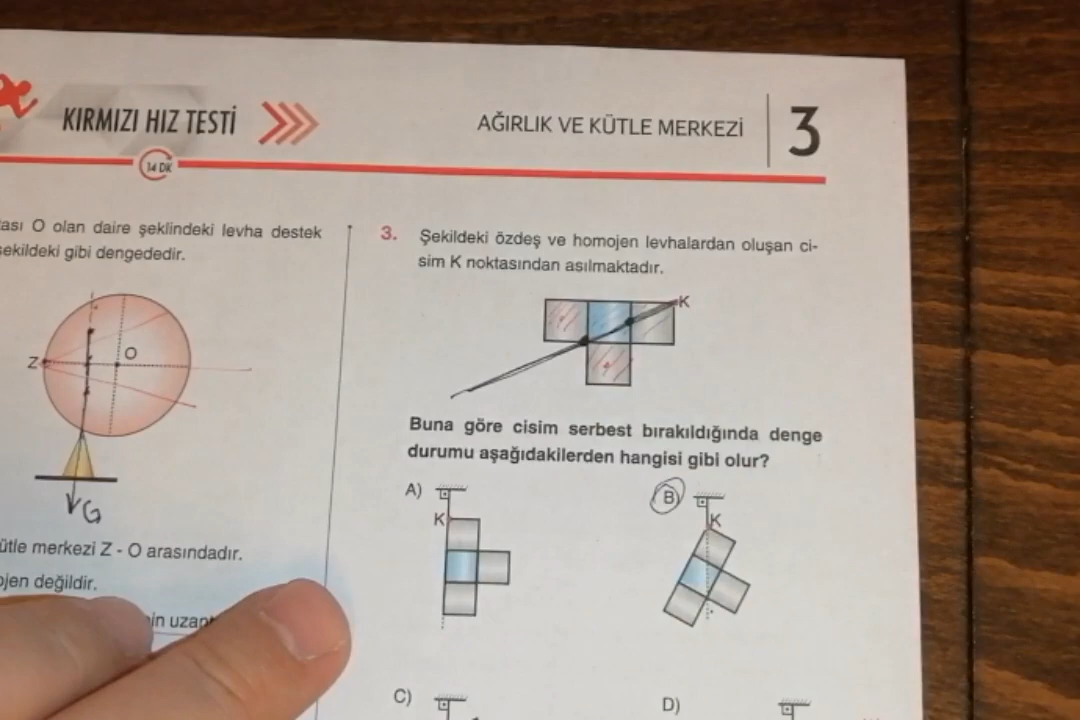 KIRMIZI HIZ TESTİ
AĞIRLIK VE KÜTLE MERKEZİ
3
14 DK
ası O olan daire şeklindeki levha destek
şekildeki gibi dengededir.
Z
O
G
ütle merkezi Z - O arasındadır.
ojen değildir.
3. Şekildeki özdeş ve homojen levhalardan oluşan ci-
sim K noktasından asılmaktadır.
K
Buna göre cisim serbest bırakıldığında denge
durumu aşağıdakilerden hangisi gibi olur?
A)
K
B)
K
C)
D)